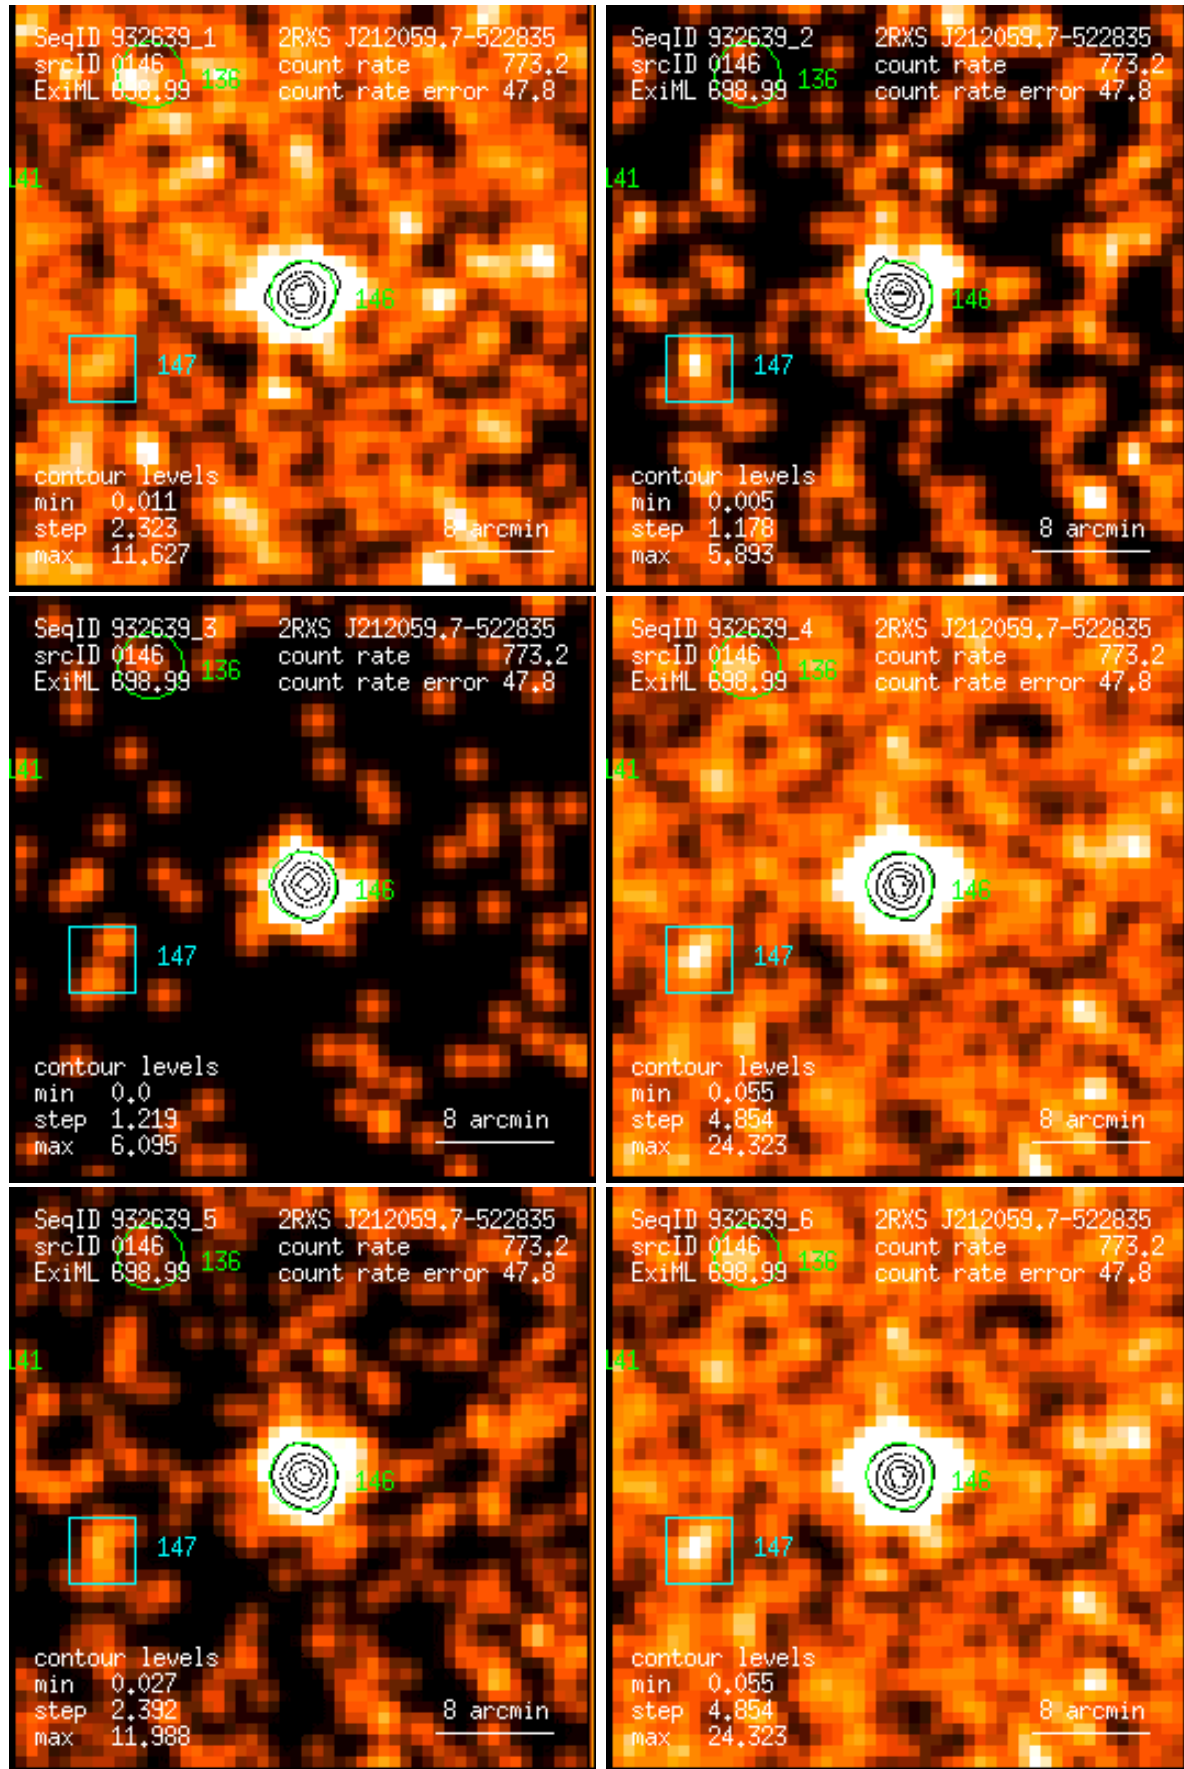 SeqID 932639_1 2RXS J212059.7-522835
srcID 0146 136 count rate 773.2
ExiML 698.99 count rate error 47.8
141
146
147
contour levels
min 0.011
step 2.323 8 arcmin
max 11.627
SeqID 932639_2 2RXS J212059.7-522835
srcID 0146 136 count rate 773.2
ExiML 698.99 count rate error 47.8
141
146
147
contour levels
min 0.005
step 1.178 8 arcmin
max 5.893
SeqID 932639_3 2RXS J212059.7-522835
srcID 0146 136 count rate 773.2
ExiML 698.99 count rate error 47.8
141
146
147
contour levels
min 0.0
step 1.219 8 arcmin
max 6.095
SeqID 932639_4 2RXS J212059.7-522835
srcID 0146 136 count rate 773.2
ExiML 698.99 count rate error 47.8
141
146
147
contour levels
min 0.055
step 4.854 8 arcmin
max 24.323
SeqID 932639_5 2RXS J212059.7-522835
srcID 0146 136 count rate 773.2
ExiML 698.99 count rate error 47.8
141
146
147
contour levels
min 0.027
step 2.392 8 arcmin
max 11.988
SeqID 932639_6 2RXS J212059.7-522835
srcID 0146 136 count rate 773.2
ExiML 698.99 count rate error 47.8
141
146
147
contour levels
min 0.055
step 4.854 8 arcmin
max 24.323